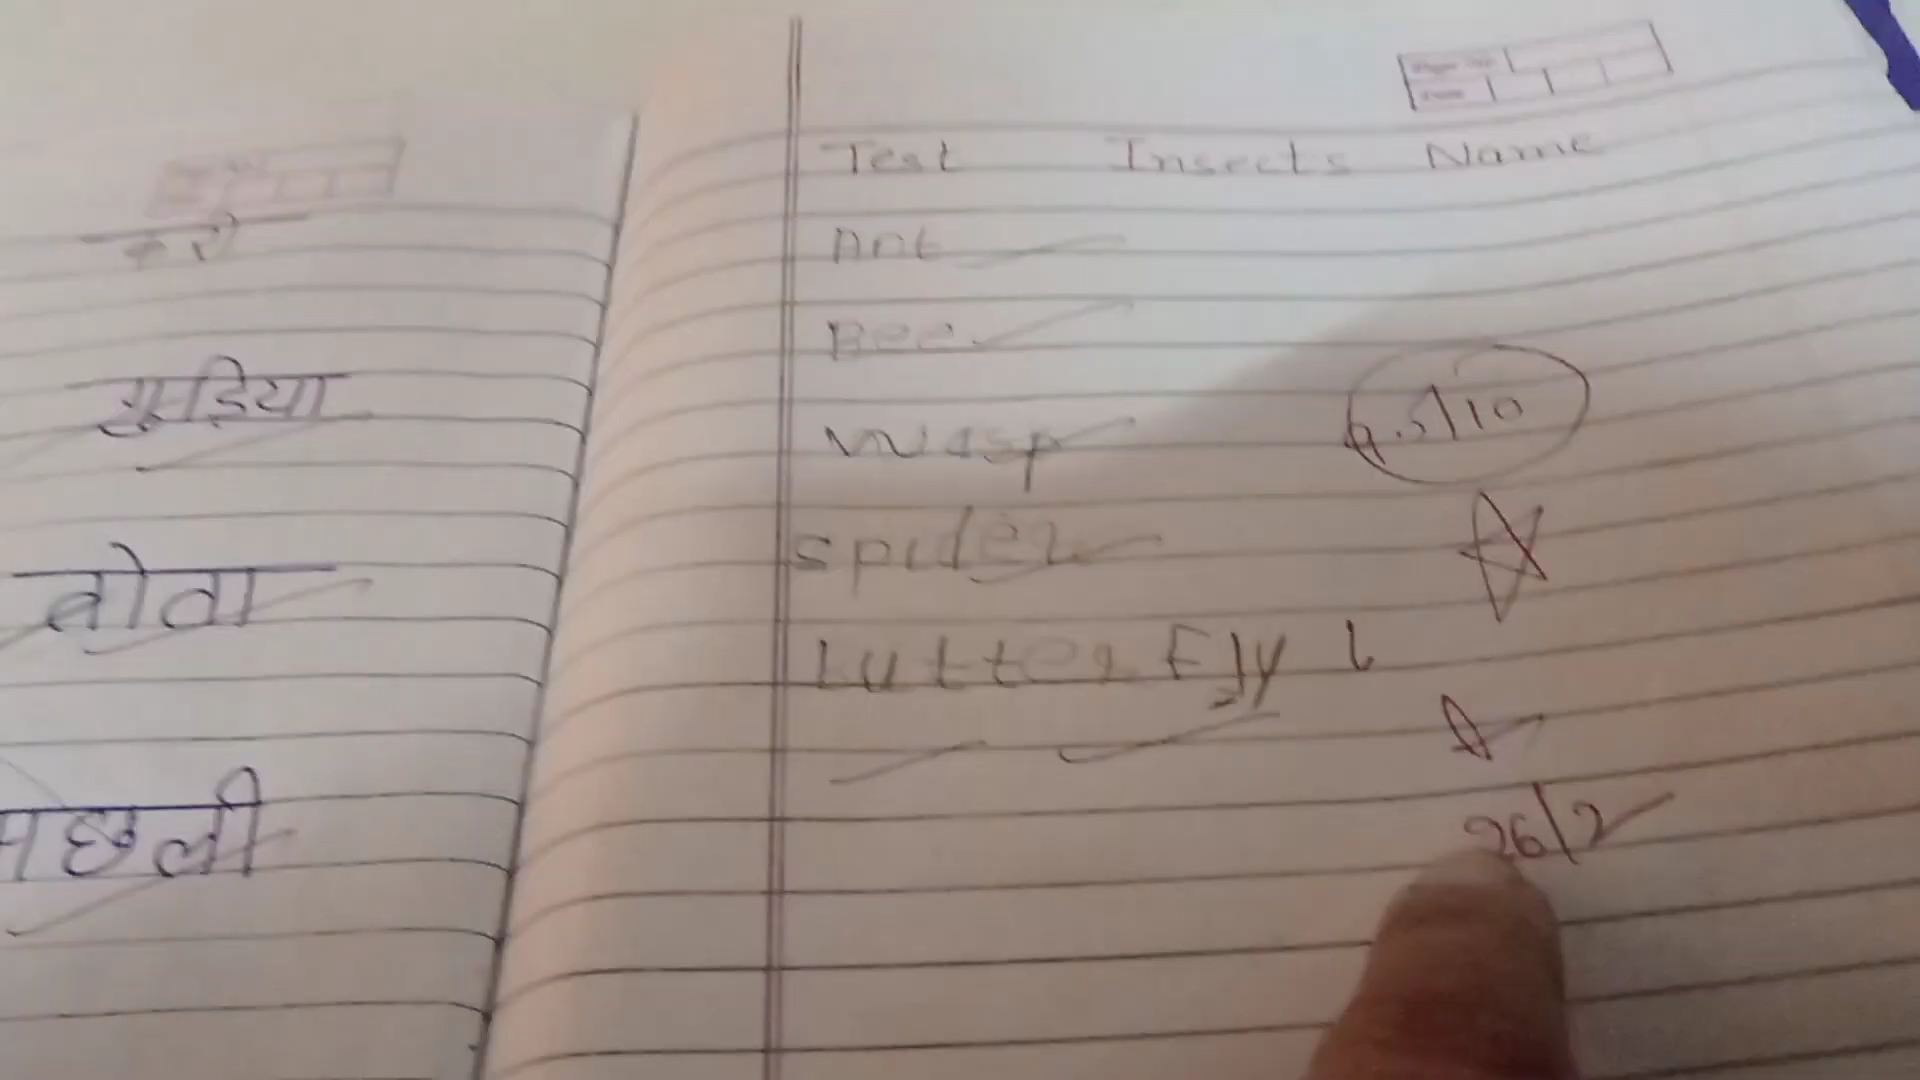 गुड़िया
तोता
मछली
Test Insects Name
Ant
Bee
Wasp
spider
butterfly b
9.5/10
26/2